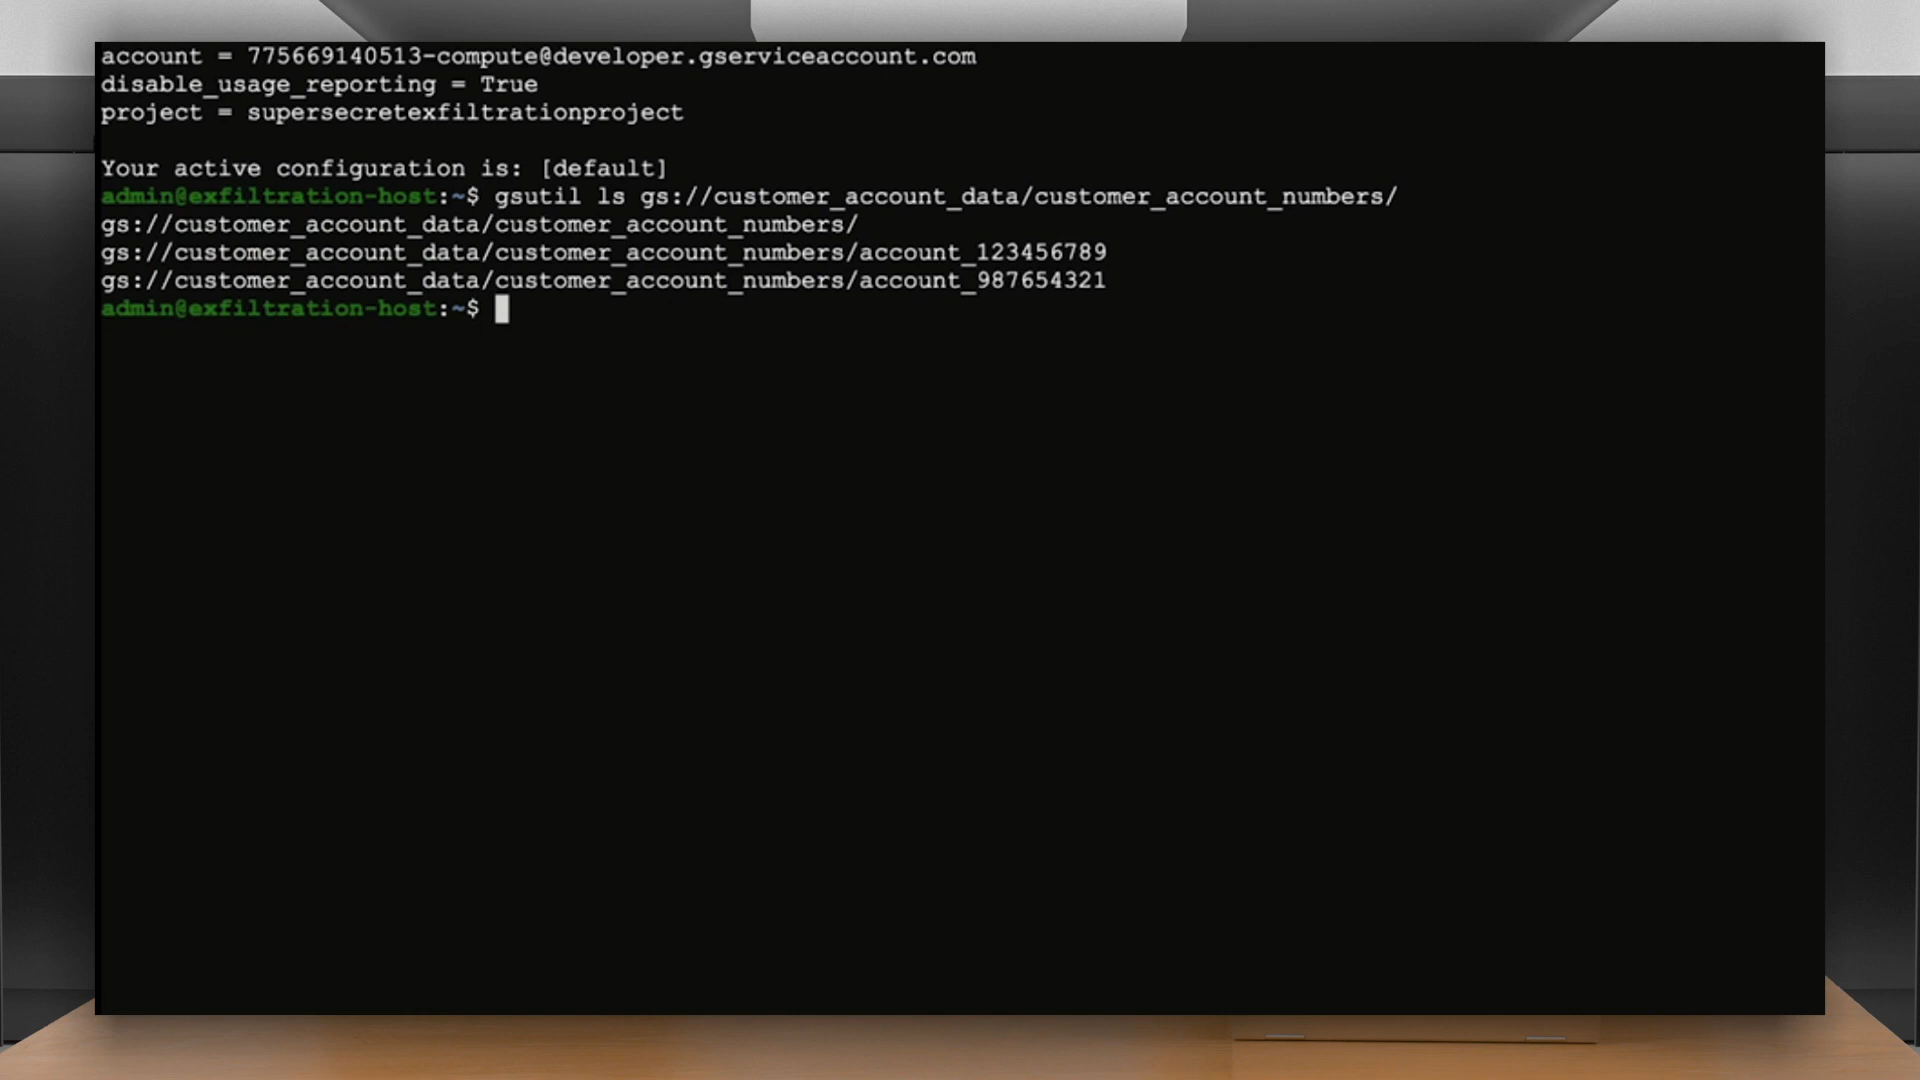 account = 775669140513-compute@developer.gserviceaccount.com
disable_usage_reporting = True
project = supersecretexfiltrationproject
Your active configuration is: [default]
admin@exfiltration-host:~$ gsutil ls gs://customer_account_data/customer_account_numbers/
gs://customer_account_data/customer_account_numbers/
gs://customer_account_data/customer_account_numbers/account_123456789
gs://customer_account_data/customer_account_numbers/account_987654321
admin@exfiltration-host:~$